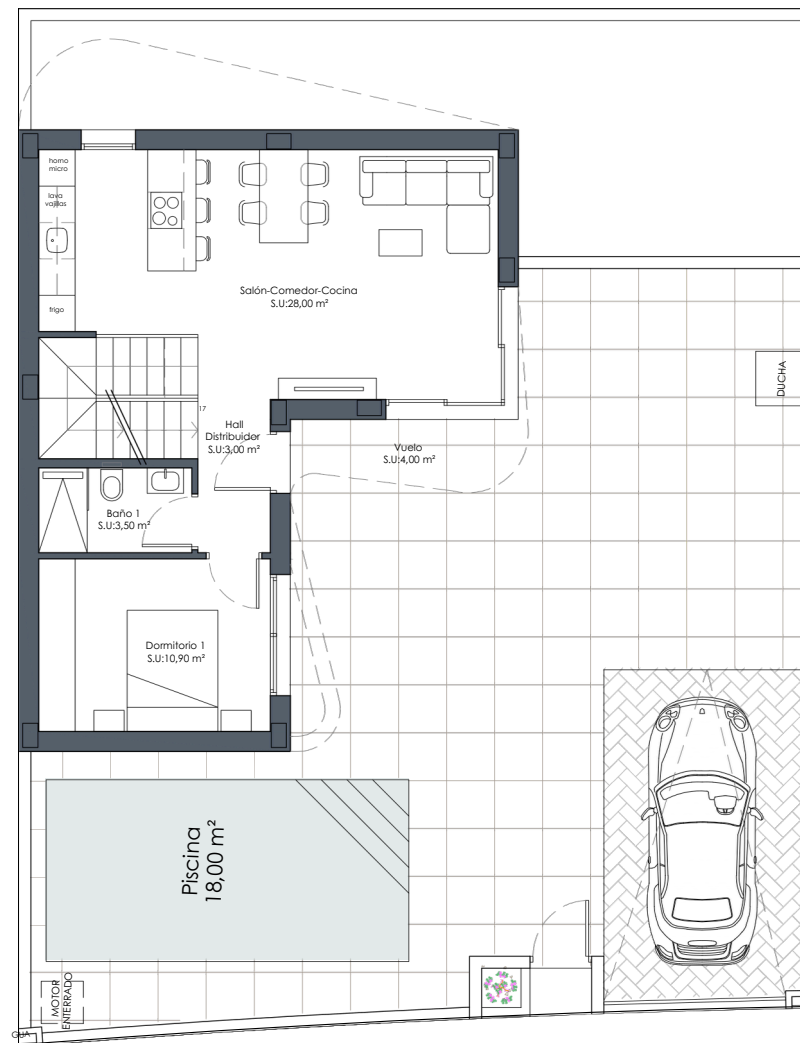 horno
micro
lava
vajillas
frigo
Salón-Comedor-Cocina
S.U:28,00 m²
DUCHA
17
Hall
Distribuidor
S.U:3,00 m²
Vuelo
S.U:4,00 m²
Baño 1
S.U:3,50 m²
Dormitorio 1
S.U:10,90 m²
Piscina
18,00 m²
MOTOR
ENTERRADO
GUA